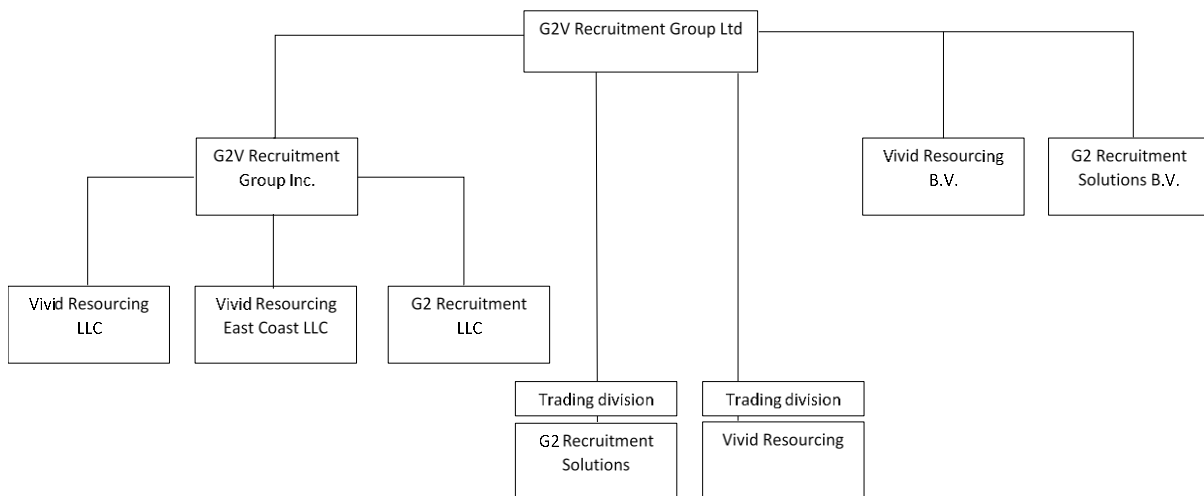 G2V Recruitment Group Ltd
G2V Recruitment
Group Inc.
Vivid Resourcing
B.V.
G2 Recruitment
Solutions B.V.
Vivid Resourcing
LLC
Vivid Resourcing
East Coast LLC
G2 Recruitment
LLC
Trading division
G2 Recruitment
Solutions
Trading division
Vivid Resourcing